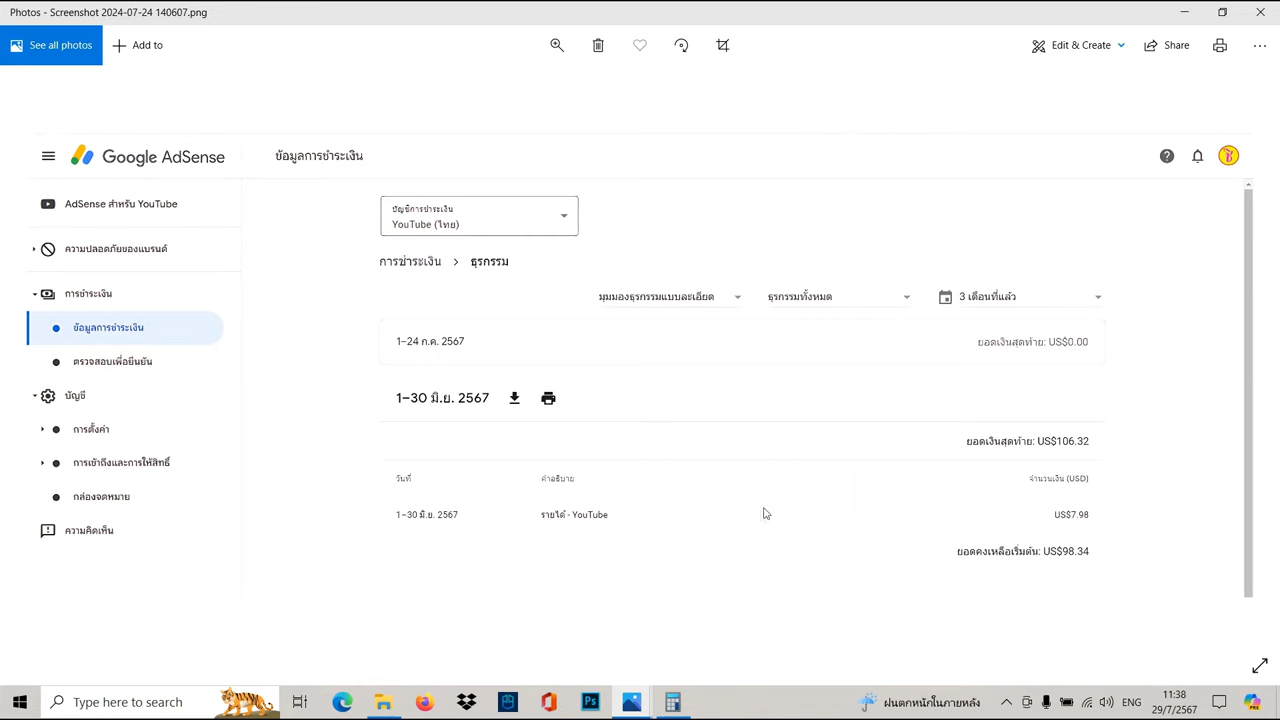 Photos - Screenshot 2024-07-24 140607.png
See all photos
Add to
Edit & Create
Share
Google AdSense
ข้อมูลการชำระเงิน
AdSense สำหรับ YouTube
ความปลอดภัยของแบรนด์
การชำระเงิน
ข้อมูลการชำระเงิน
ตรวจสอบเพื่อยืนยัน
บัญชี
การตั้งค่า
การเข้าถึงและการให้สิทธิ์
กล่องจดหมาย
ความคิดเห็น
บัญชีการชำระเงิน
YouTube (ไทย)
การชำระเงิน > ธุรกรรม
มุมมองธุรกรรมแบบละเอียด ธุรกรรมทั้งหมด 3 เดือนที่แล้ว
1–24 ก.ค. 2567 ยอดเงินสุดท้าย: US$0.00
1–30 มิ.ย. 2567
ยอดเงินสุดท้าย: US$106.32
วันที่ คำอธิบาย จำนวนเงิน (USD)
1–30 มิ.ย. 2567 รายได้ - YouTube US$7.98
ยอดคงเหลือเริ่มต้น: US$98.34
Type here to search
Ps
ฝนตกหนักในภายหลัง
ENG
11:38
29/7/2567